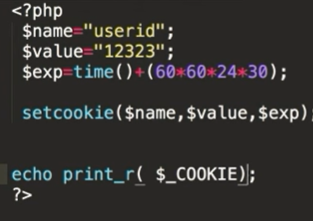 <?php
$name="userid";
$value="12323";
$exp=time()+(60*60*24*30);
setcookie($name,$value,$exp);
echo print_r( $_COOKIE);
?>